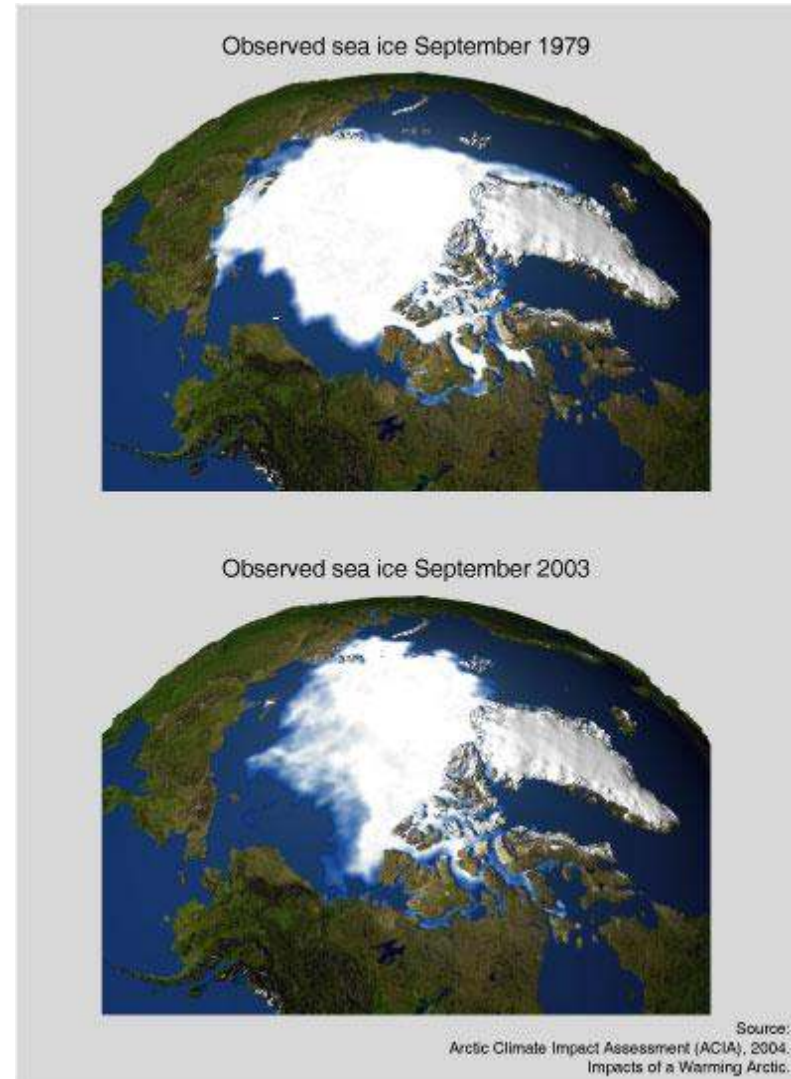 Observed sea ice September 1979
Observed sea ice September 2003
Source:
Arctic Climate Impact Assessment (ACIA), 2004.
Impacts of a Warming Arctic.